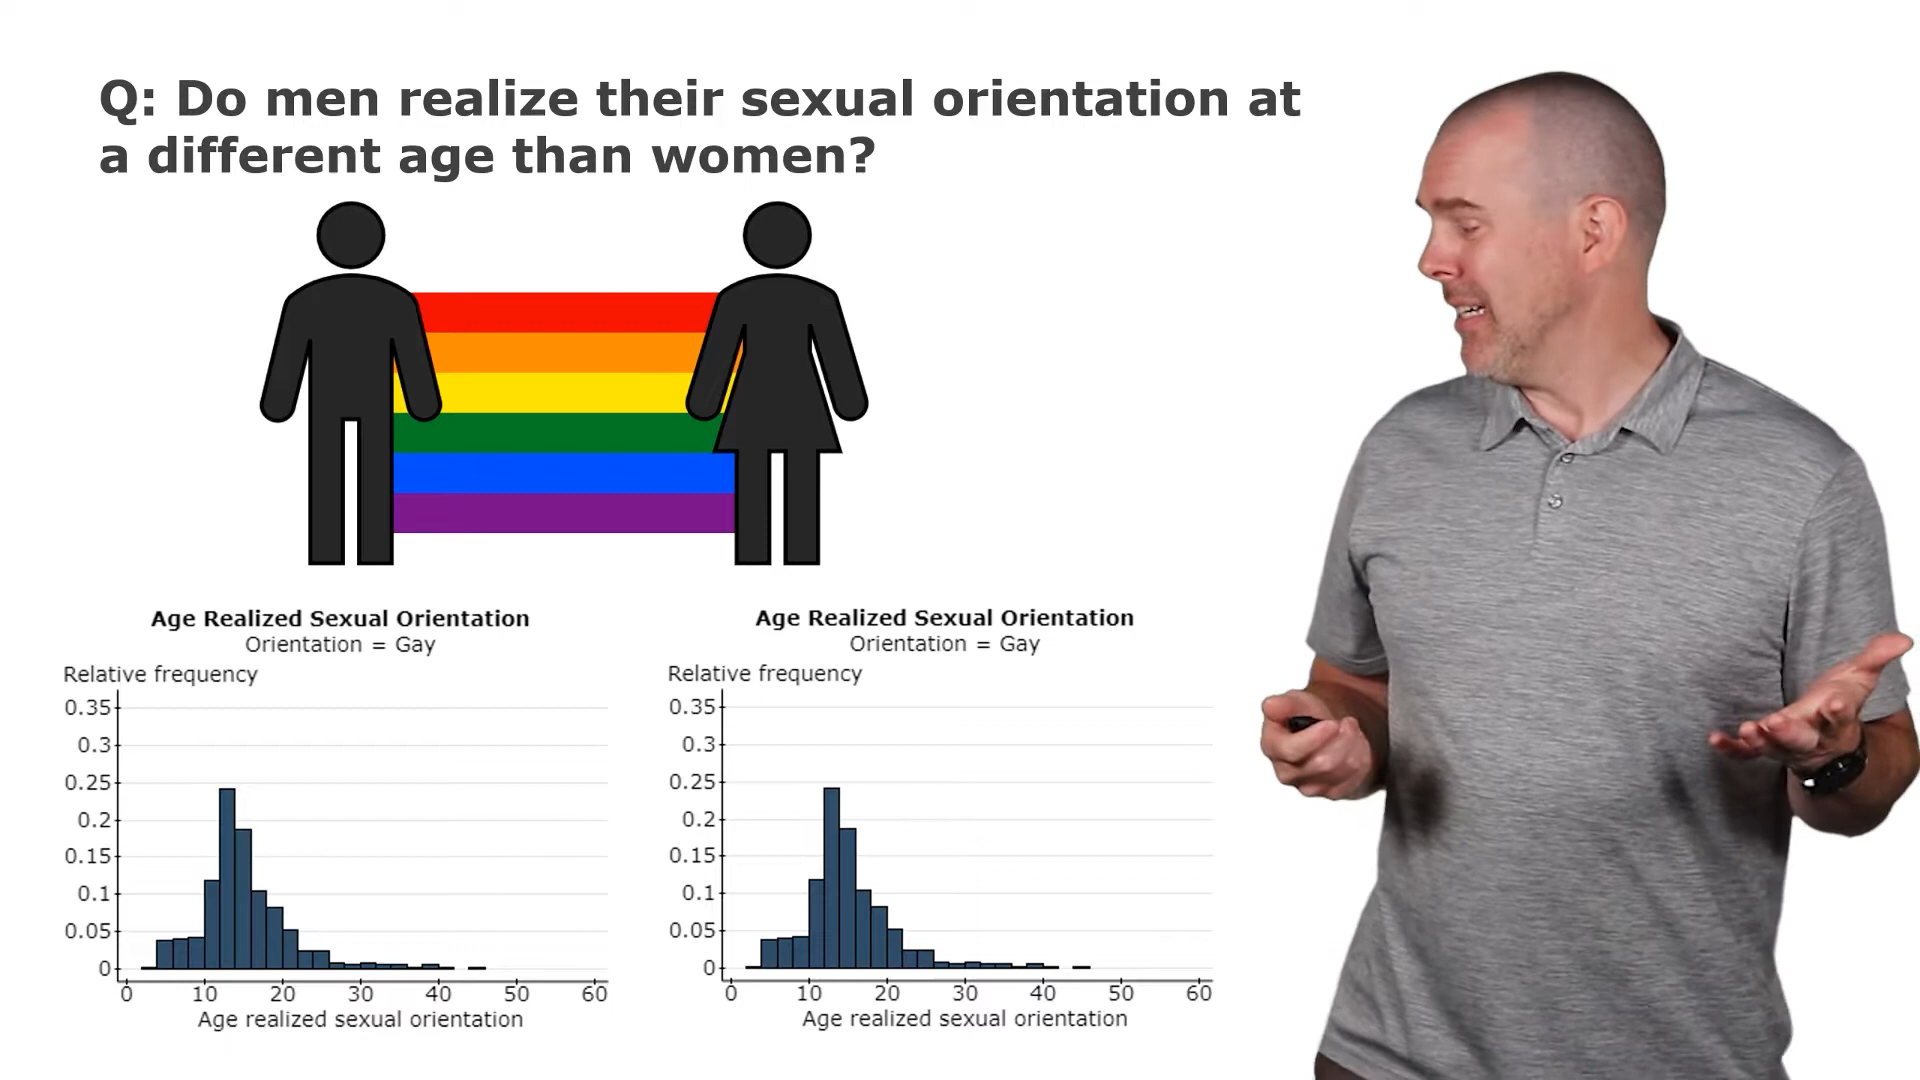 Q: Do men realize their sexual orientation at
a different age than women?
Age Realized Sexual Orientation
Orientation = Gay
Relative frequency
0.35
0.3
0.25
0.2
0.15
0.1
0.05
0
0 10 20 30 40 50 60
Age realized sexual orientation
Age Realized Sexual Orientation
Orientation = Gay
Relative frequency
0.35
0.3
0.25
0.2
0.15
0.1
0.05
0
0 10 20 30 40 50 60
Age realized sexual orientation